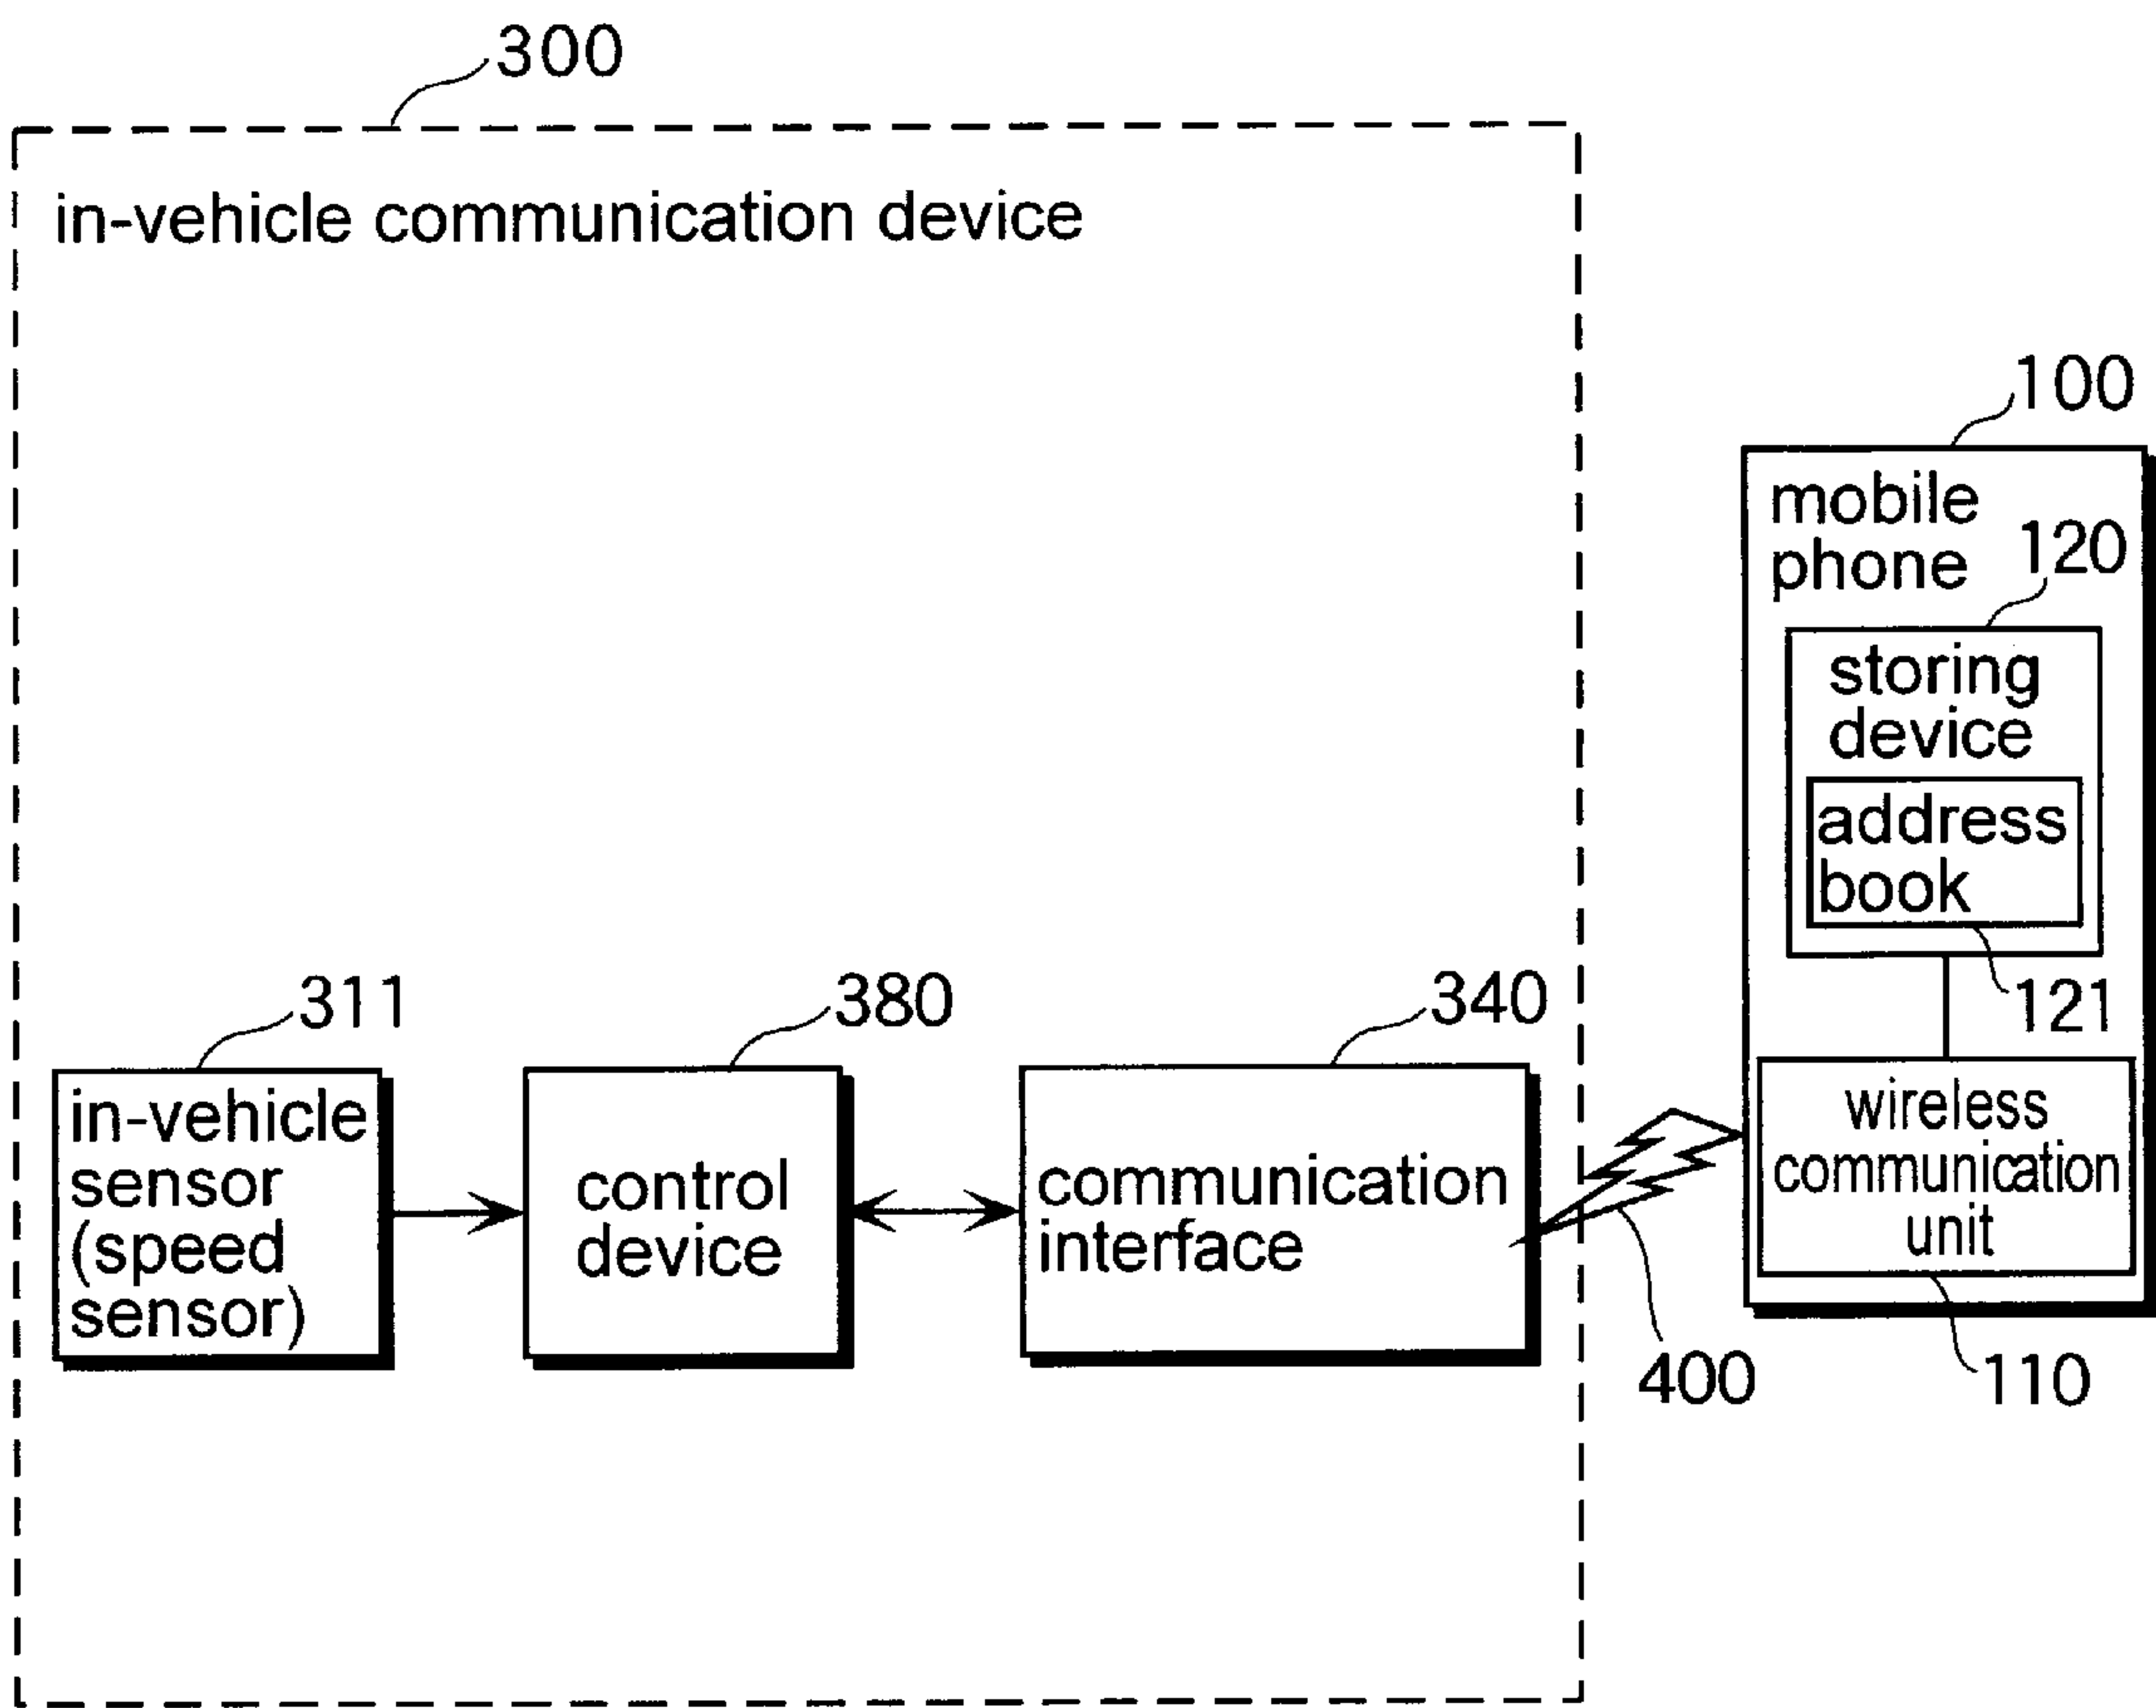 300
in-vehicle communication device
100
mobile
phone
120
storing
device
address
book
121
311
in-vehicle
sensor
(speed
sensor)
380
control
device
340
communication
interface
400
wireless
communication
unit
110